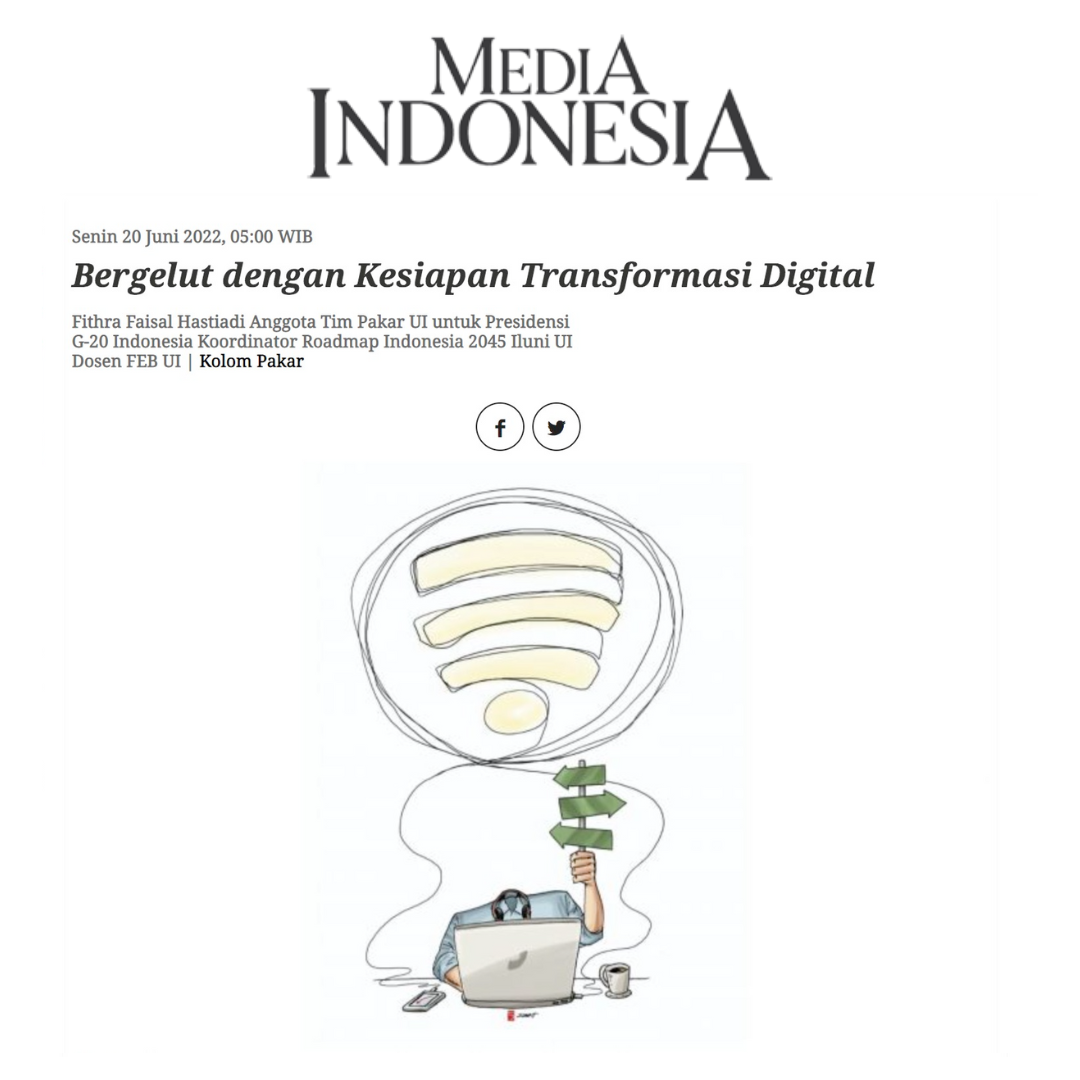 MEDIA
INDONESIA
Senin 20 Juni 2022, 05:00 WIB
Bergelut dengan Kesiapan Transformasi Digital
Fithra Faisal Hastiadi Anggota Tim Pakar UI untuk Presidensi
G-20 Indonesia Koordinator Roadmap Indonesia 2045 Iluni UI
Dosen FEB UI | Kolom Pakar